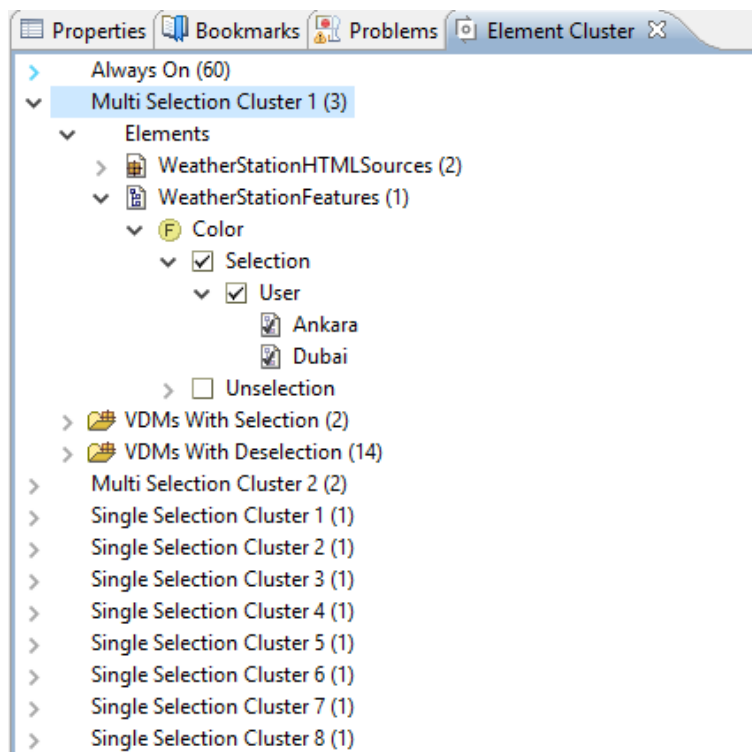 Properties Bookmarks Problems Element Cluster
Always On (60)
Multi Selection Cluster 1 (3)
Elements
WeatherStationHTMLSources (2)
WeatherStationFeatures (1)
F Color
Selection
User
Ankara
Dubai
Unselection
VDMs With Selection (2)
VDMs With Deselection (14)
Multi Selection Cluster 2 (2)
Single Selection Cluster 1 (1)
Single Selection Cluster 2 (1)
Single Selection Cluster 3 (1)
Single Selection Cluster 4 (1)
Single Selection Cluster 5 (1)
Single Selection Cluster 6 (1)
Single Selection Cluster 7 (1)
Single Selection Cluster 8 (1)